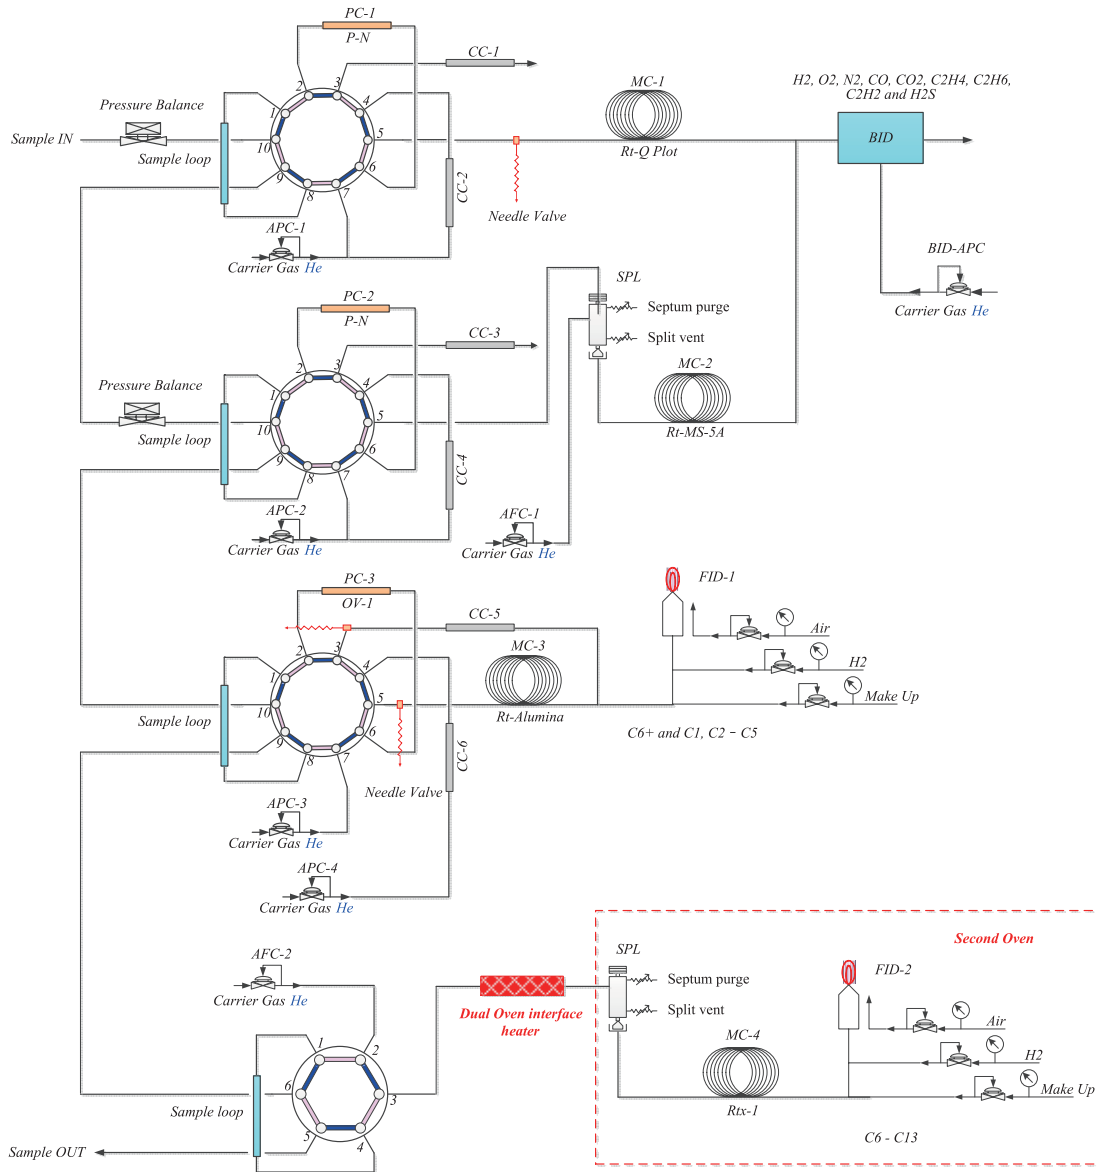 PC-1
P-N
CC-1
2
3
1
4
10
5
9
6
8
7
Pressure Balance
Sample IN
Sample loop
CC-2
APC-1
Carrier Gas He
Needle Valve
MC-1
Rt-Q Plot
H2, O2, N2, CO, CO2, C2H4, C2H6,
C2H2 and H2S
BID
BID-APC
Carrier Gas He
PC-2
P-N
CC-3
2
3
1
4
10
5
9
6
8
7
Pressure Balance
Sample loop
CC-4
APC-2
Carrier Gas He
SPL
Septum purge
Split vent
MC-2
Rt-MS-5A
AFC-1
Carrier Gas He
PC-3
OV-1
CC-5
2
3
1
4
10
5
9
6
8
7
Sample loop
CC-6
Needle Valve
APC-3
Carrier Gas He
APC-4
Carrier Gas He
MC-3
Rt-Alumina
FID-1
Air
H2
Make Up
C6+ and C1, C2 - C5
AFC-2
Carrier Gas He
1
2
6
3
5
4
Sample loop
Sample OUT
Dual Oven interface
heater
Second Oven
SPL
Septum purge
Split vent
MC-4
Rtx-1
FID-2
Air
H2
Make Up
C6 - C13